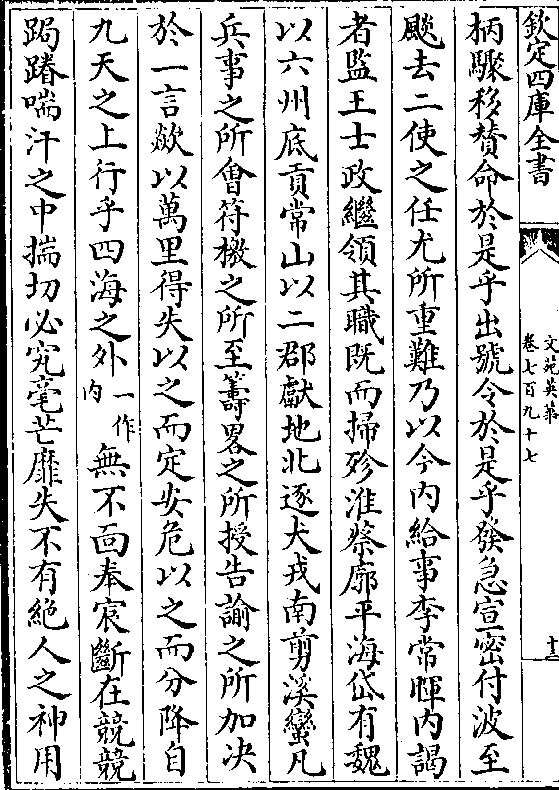 欽定四庫全書
文苑英華
卷七百九十七
十三
柄驟移賛命於是乎出號令於是乎發急宣密付波至
飈去二使之任尤所重難乃以今内給事李常暉内謁
者監王士政繼領其職既而掃殄淮蔡廓平海岱有魏
以六州底貢常山以二郡獻地北逐犬戎南剪溪蠻凡
兵事之所會符檄之所至籌畧之所授告諭之所加决
於一言歘以萬里得失以之而定安危以之而分降自
九天之上行乎四海之外一作内無不面奉宸斷在競競
跼蹐喘汗之中揣切必究毫芒靡失不有絶人之神用